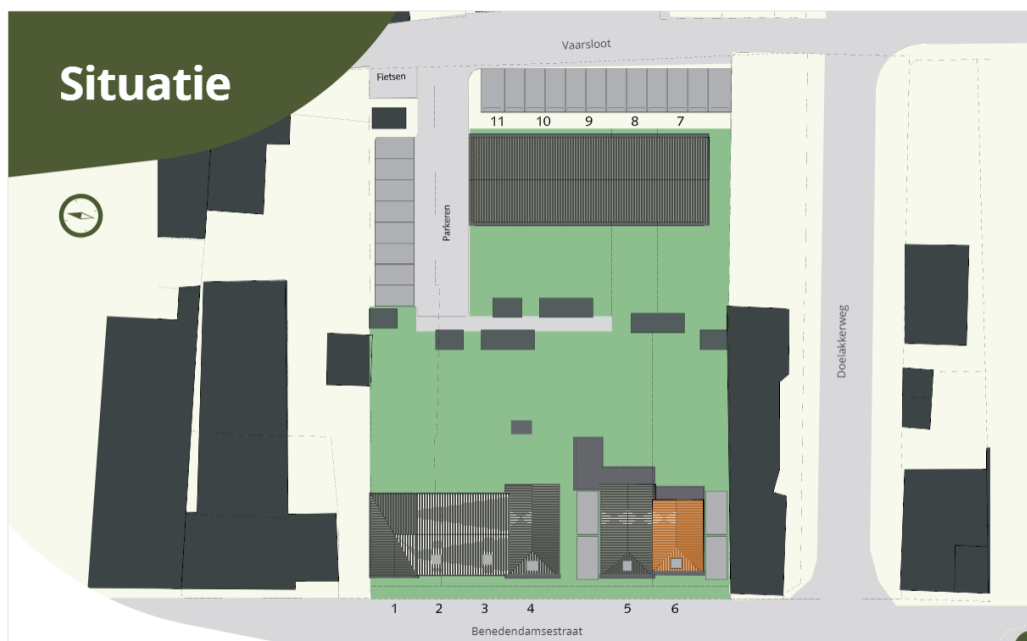 Situatie
Vaarsloot
Fietsen
11 10 9 8 7
Parkeren
Doelakkerweg
1 2 3 4 5 6
Benedendamsestraat